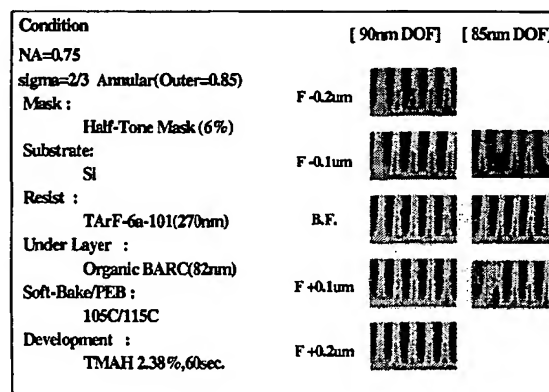 Condition
NA=0.75
sigma=2/3 Annular(Outer=0.85)
Mask :
Half-Tone Mask (6%)
Substrate:
Si
Resist :
TArF-6a-101(270nm)
Under Layer :
Organic BARC(82nm)
Soft-Bake/PEB :
105C/115C
Development :
TMAH 2.38%,60sec.
[ 90nm DOF] [ 85nm DOF]
F -0.2um
F -0.1um
B.F.
F +0.1um
F +0.2um